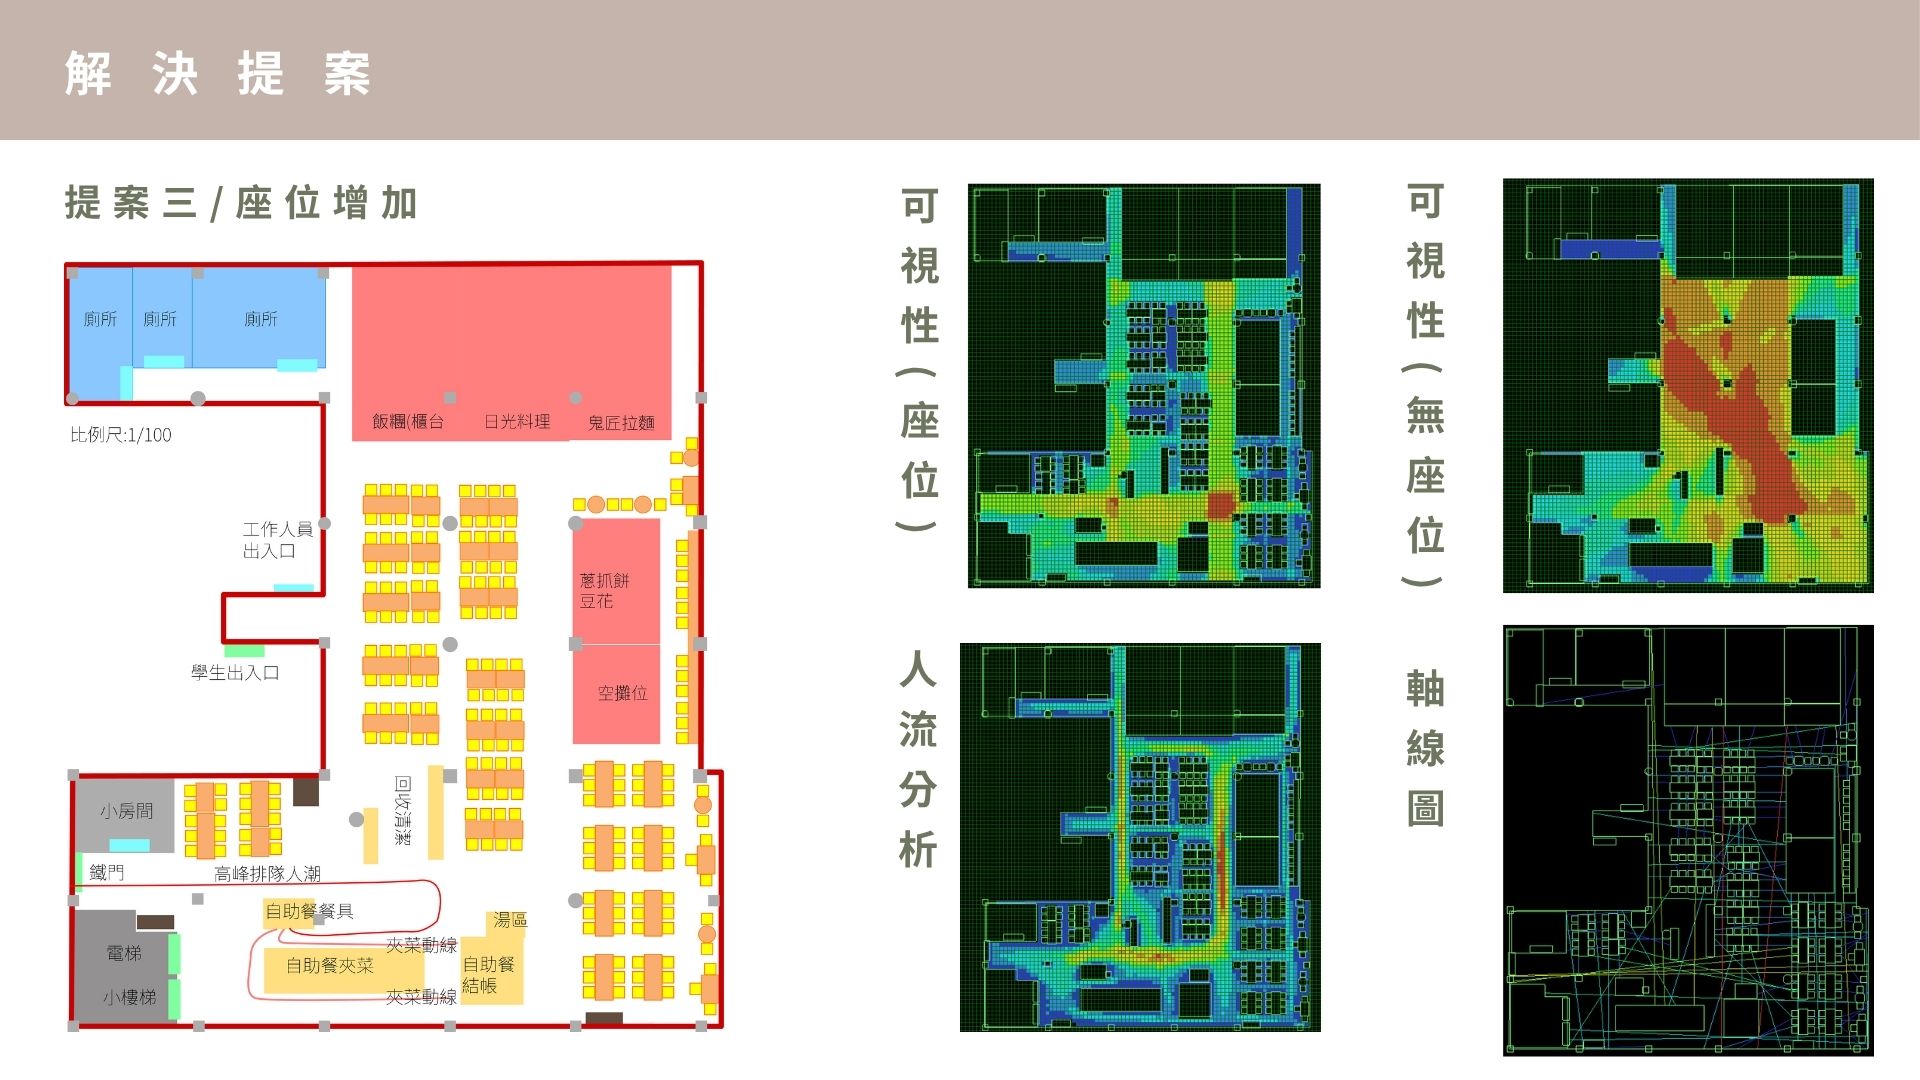 解決提案
提案三/座位增加
廁所
廁所
廁所
飯糰(櫃台
日光料理
鬼匠拉麵
比例尺:1/100
工作人員
出入口
蔥抓餅
豆花
學生出入口
空攤位
小房間
回收清潔
鐵門
高峰排隊人潮
自助餐餐具
湯區
夾菜動線
電梯
自助餐夾菜
自助餐
結帳
小樓梯
夾菜動線
可視性(座位)
可視性(無座位)
人流分析
軸線圖